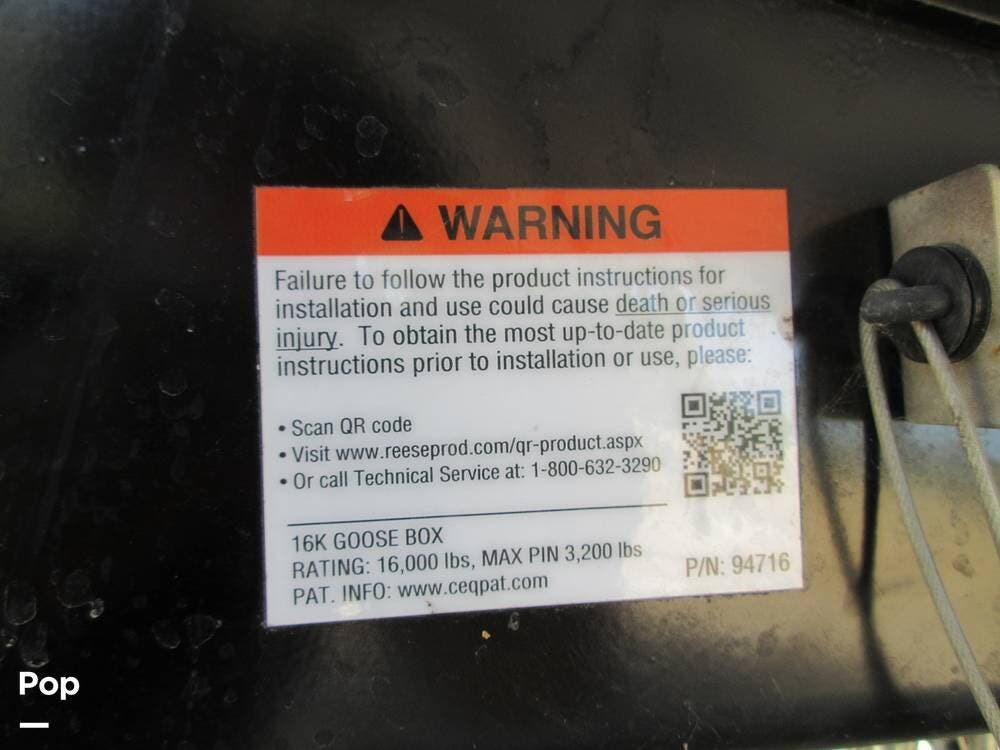 WARNING
Failure to follow the product instructions for
installation and use could cause death or serious
injury. To obtain the most up-to-date product
instructions prior to installation or use, please:
• Scan QR code
• Visit www.reeseprod.com/qr-product.aspx
• Or call Technical Service at: 1-800-632-3290
16K GOOSE BOX
RATING: 16,000 lbs, MAX PIN 3,200 lbs
PAT. INFO: www.ceqpat.com
P/N: 94716
Pop